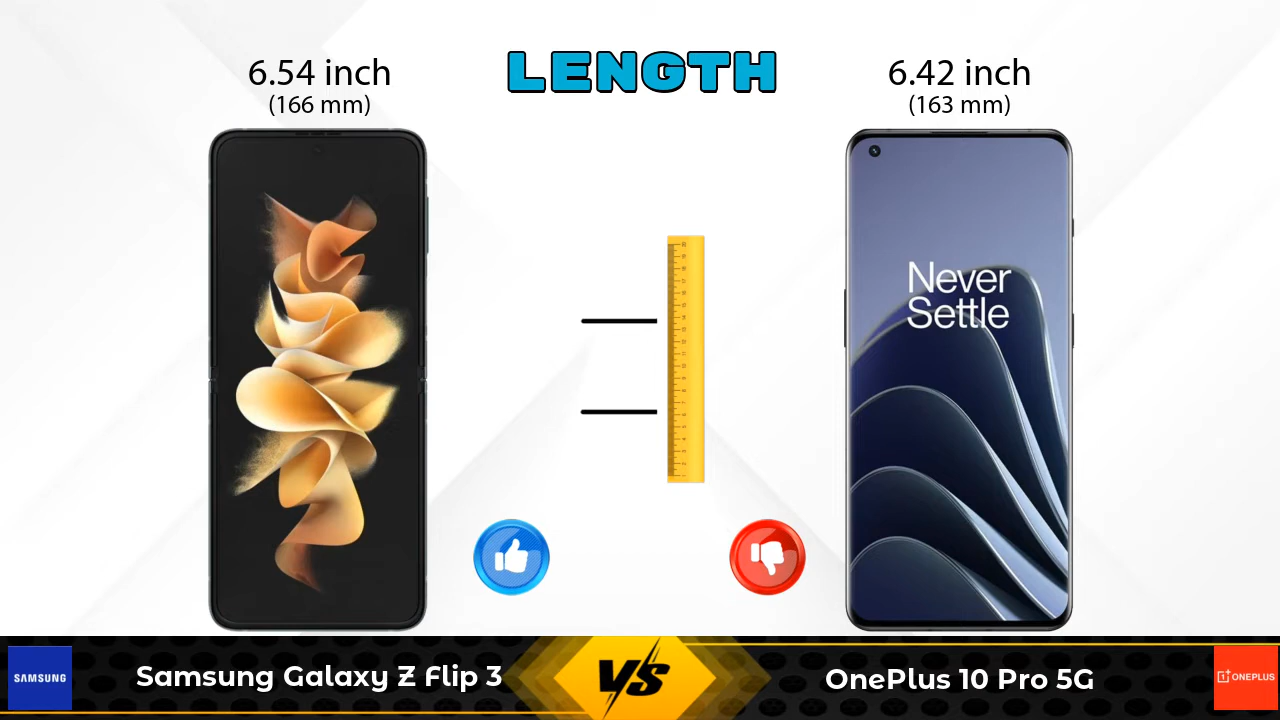 LENGTH
6.54 inch
(166 mm)
6.42 inch
(163 mm)
Never
Settle
SAMSUNG
Samsung Galaxy Z Flip 3
VS
OnePlus 10 Pro 5G
1+ ONEPLUS